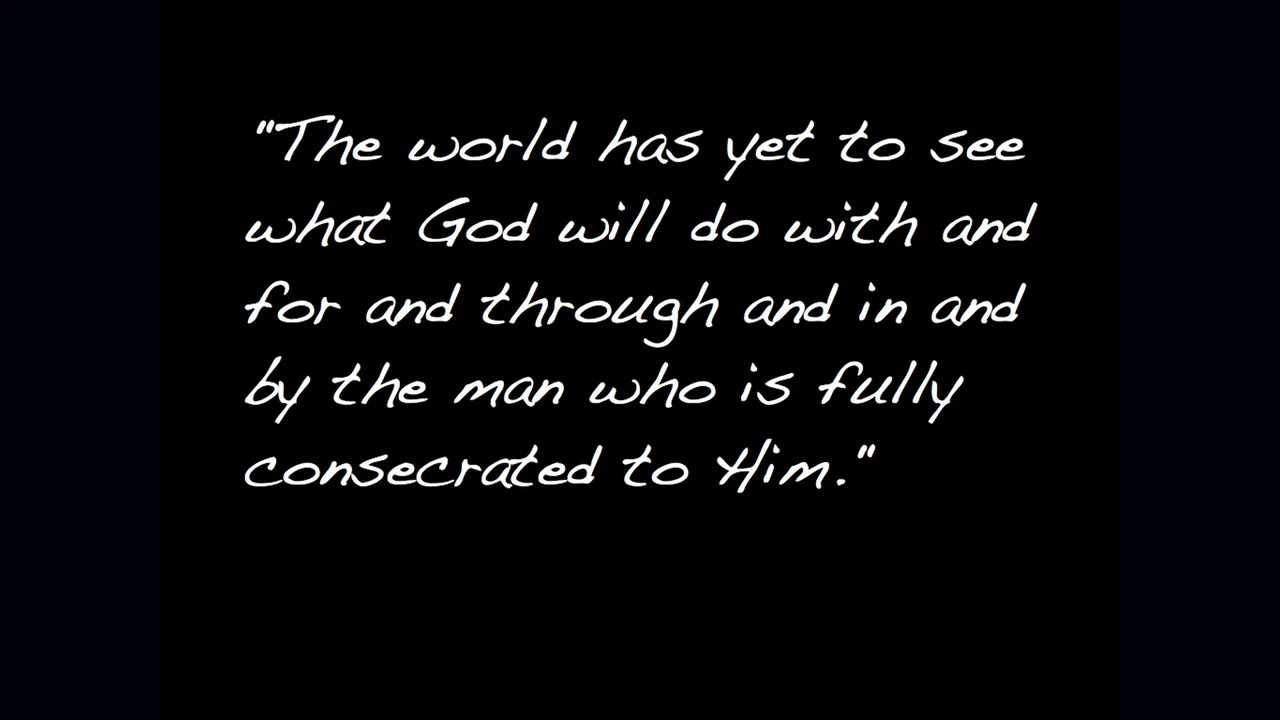 "The world has yet to see
what God will do with and
for and through and in and
by the man who is fully
consecrated to Him."